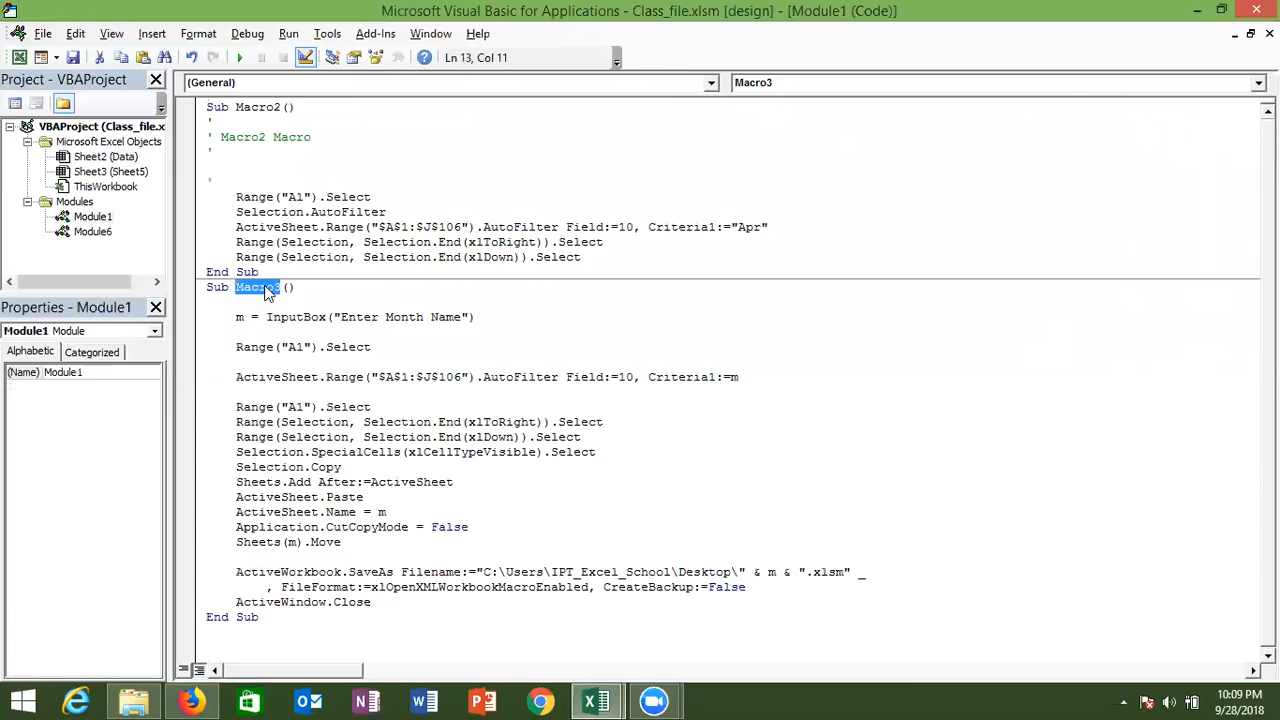 Microsoft Visual Basic for Applications - Class_file.xlsm [design] - [Module1 (Code)]
File Edit View Insert Format Debug Run Tools Add-Ins Window Help
Ln 13, Col 11
Project - VBAProject
(General) Macro3
VBAProject (Class_file.x
Microsoft Excel Objects
Sheet2 (Data)
Sheet3 (Sheet5)
ThisWorkbook
Modules
Module1
Module6
Properties - Module1
Module1 Module
Alphabetic Categorized
(Name) Module1
Sub Macro2()
'
' Macro2 Macro
'
'
Range("A1").Select
Selection.AutoFilter
ActiveSheet.Range("$A$1:$J$106").AutoFilter Field:=10, Criteria1:="Apr"
Range(Selection, Selection.End(xlToRight)).Select
Range(Selection, Selection.End(xlDown)).Select
End Sub
Sub Macro3()
m = InputBox("Enter Month Name")
Range("A1").Select
ActiveSheet.Range("$A$1:$J$106").AutoFilter Field:=10, Criteria1:=m
Range("A1").Select
Range(Selection, Selection.End(xlToRight)).Select
Range(Selection, Selection.End(xlDown)).Select
Selection.SpecialCells(xlCellTypeVisible).Select
Selection.Copy
Sheets.Add After:=ActiveSheet
ActiveSheet.Paste
ActiveSheet.Name = m
Application.CutCopyMode = False
Sheets(m).Move
ActiveWorkbook.SaveAs Filename:="C:\Users\IPT_Excel_School\Desktop\" & m & ".xlsm" _
, FileFormat:=xlOpenXMLWorkbookMacroEnabled, CreateBackup:=False
ActiveWindow.Close
End Sub
10:09 PM
9/28/2018